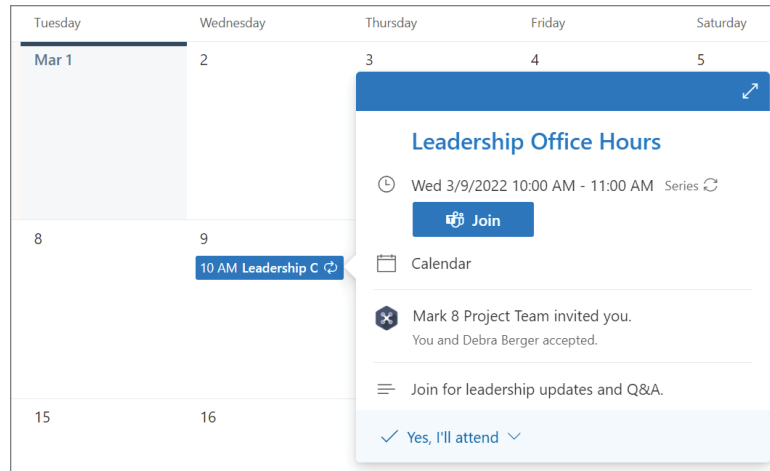 Tuesday Wednesday Thursday Friday Saturday
Mar 1 2 3 4 5
Leadership Office Hours
Wed 3/9/2022 10:00 AM - 11:00 AM Series
Join
8 9
10 AM Leadership C
Calendar
Mark 8 Project Team invited you.
You and Debra Berger accepted.
Join for leadership updates and Q&A.
15 16
Yes, I'll attend